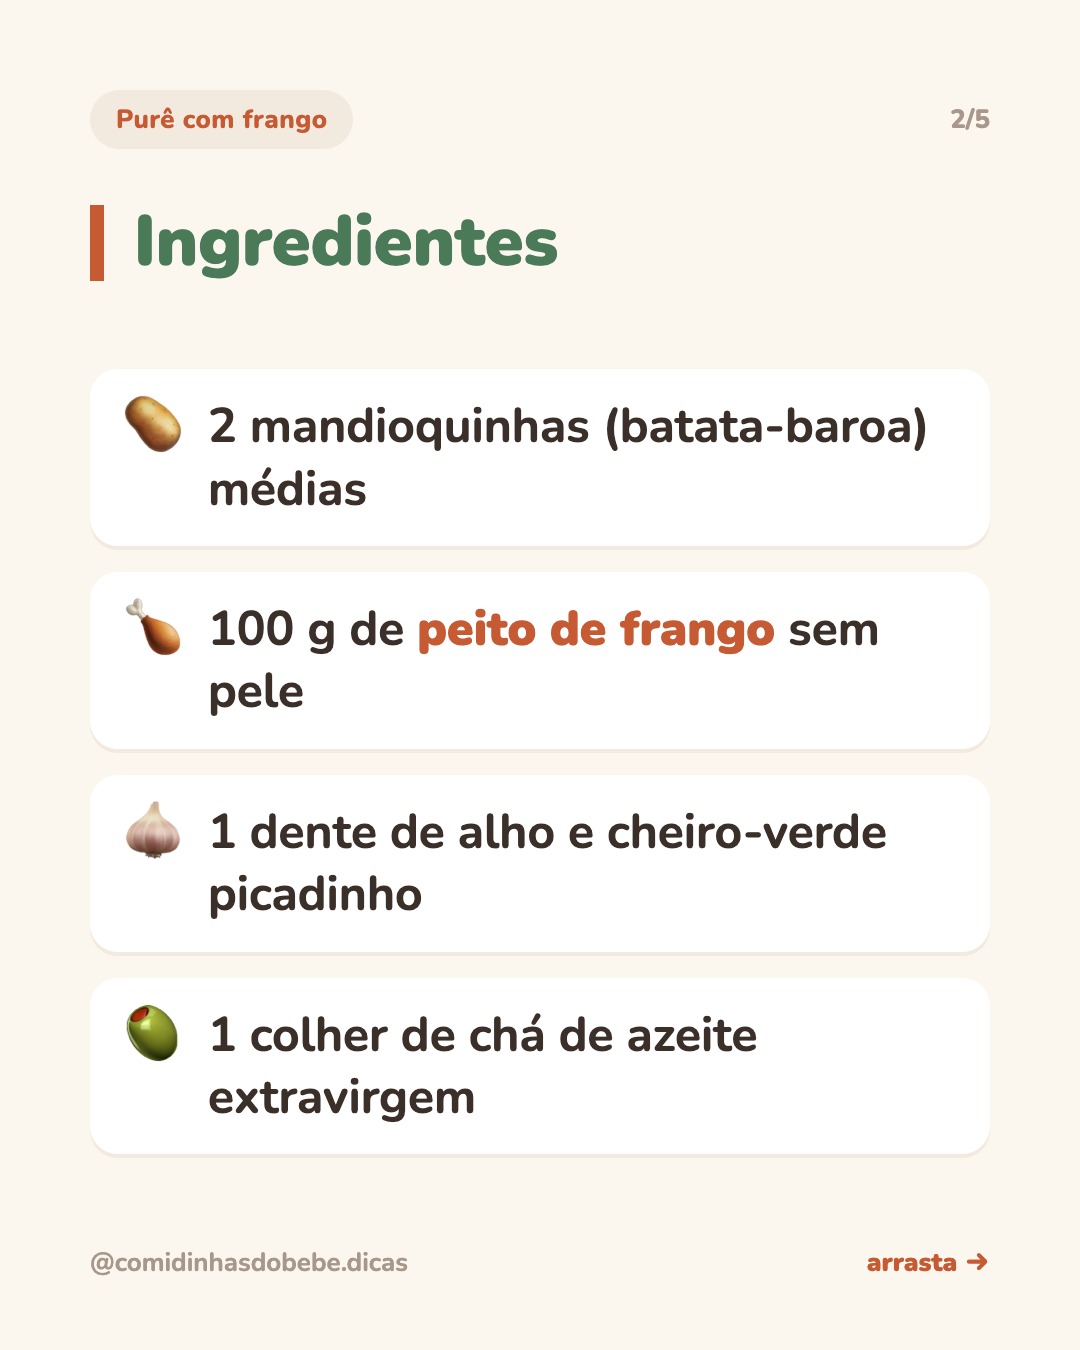 Purê com frango
2/5
Ingredientes
2 mandioquinhas (batata-baroa)
médias
100 g de peito de frango sem
pele
1 dente de alho e cheiro-verde
picadinho
1 colher de chá de azeite
extravirgem
@comidinhasdobebe.dicas
arrasta →